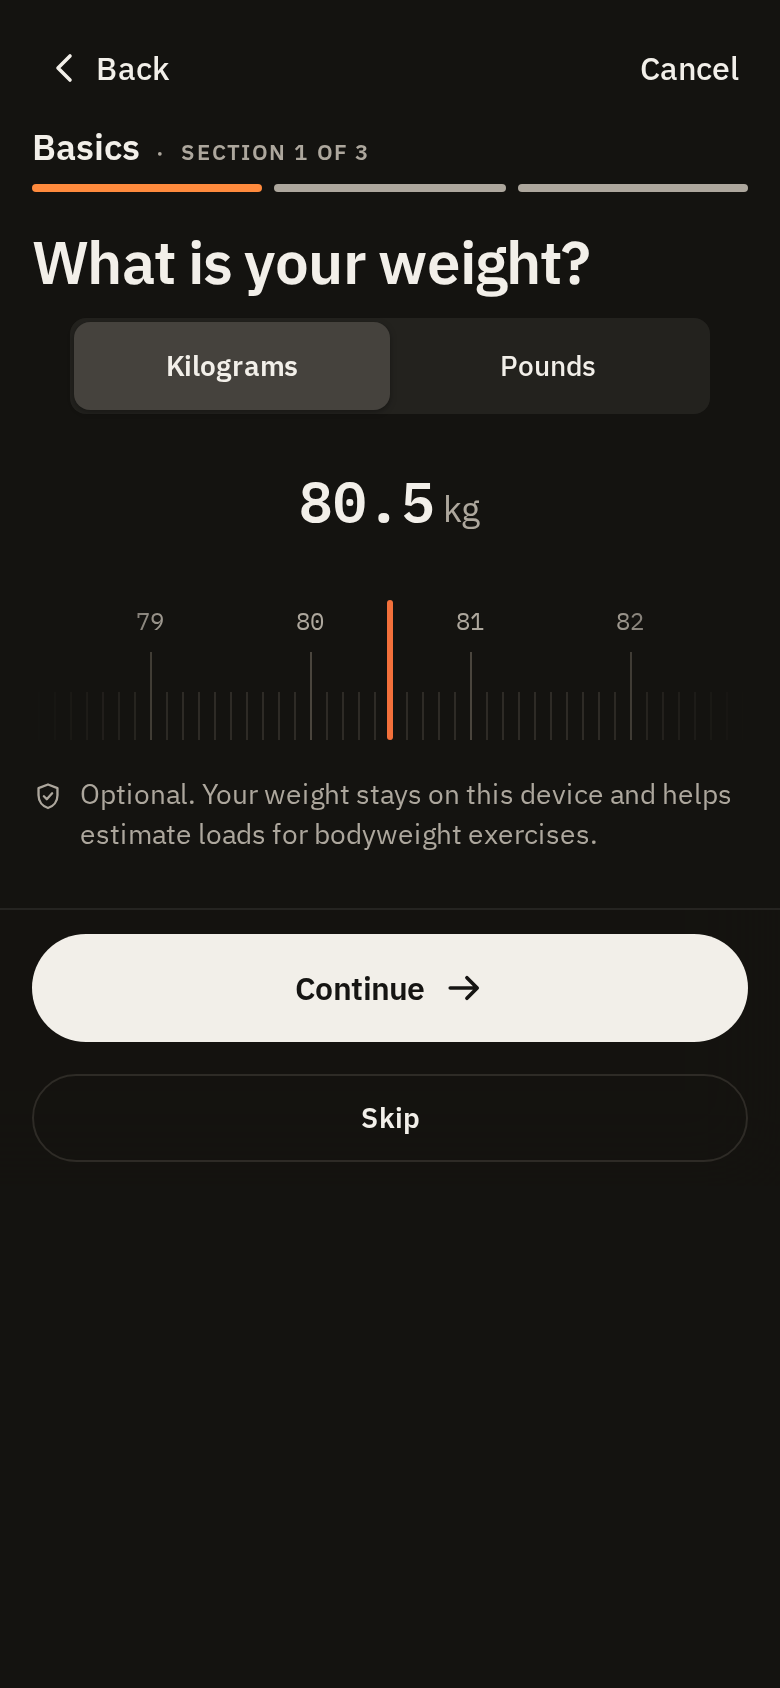 Back
Cancel
Basics · SECTION 1 OF 3
What is your weight?
Kilograms
Pounds
80.5 kg
79 80 81 82
Optional. Your weight stays on this device and helps
estimate loads for bodyweight exercises.
Continue →
Skip